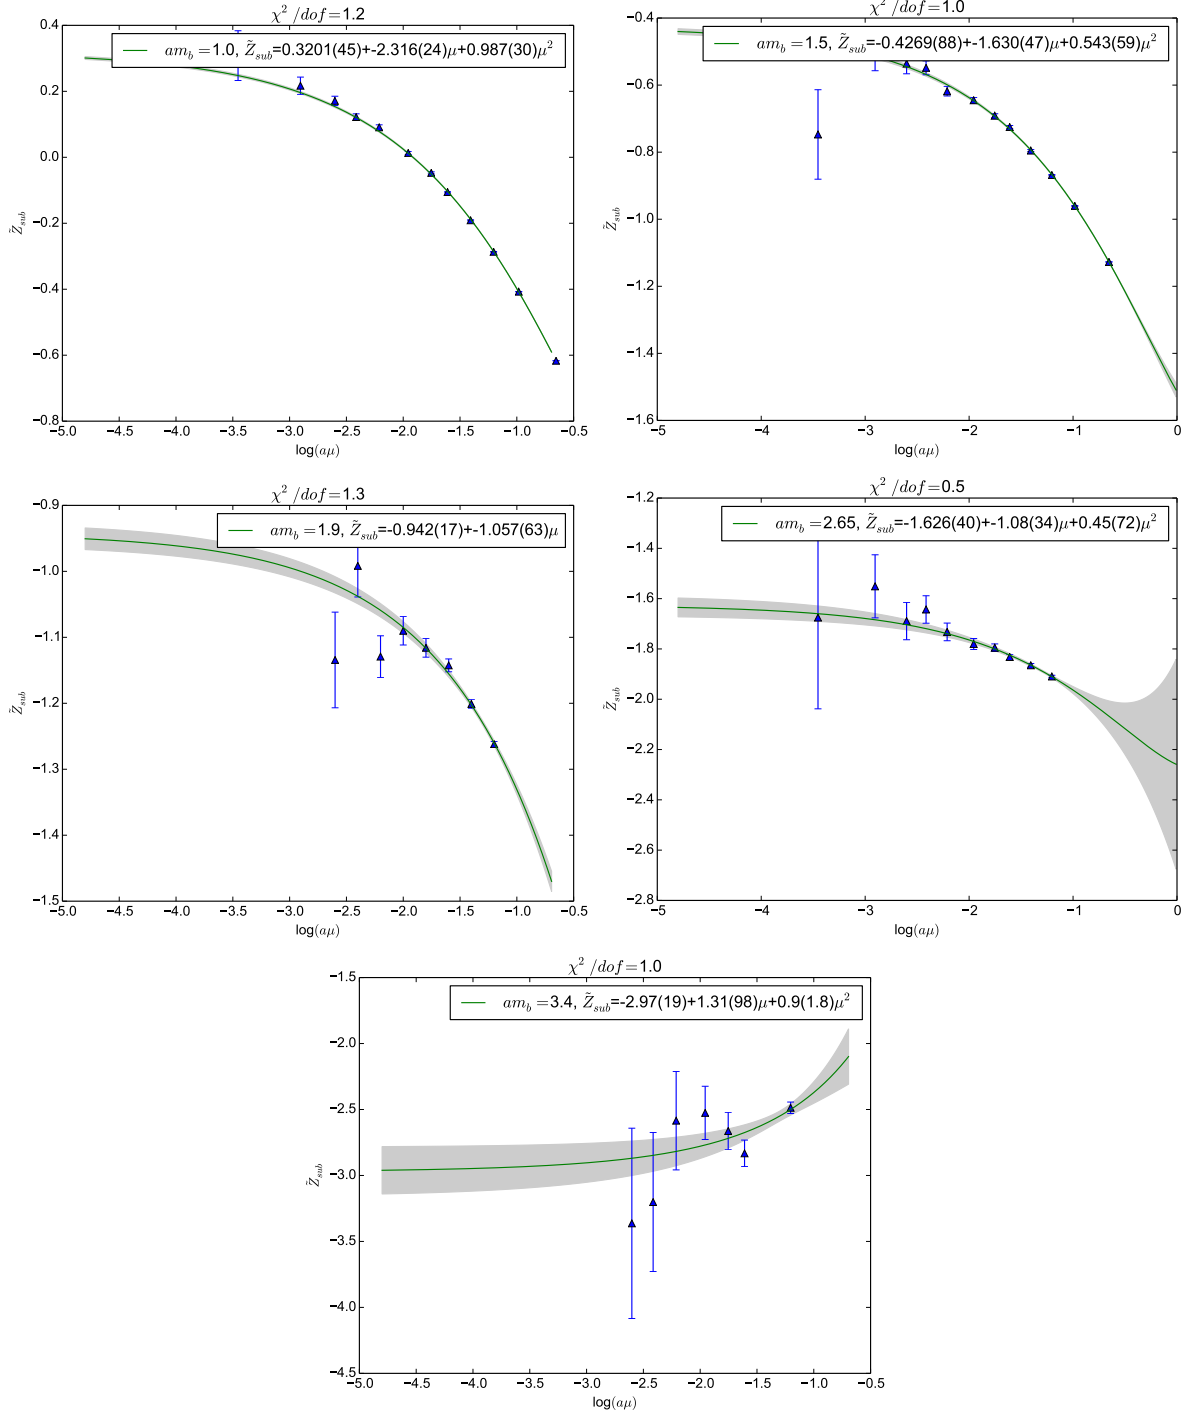 χ² /dof=1.2
am_b=1.0, Z̃_sub=0.3201(45)+-2.316(24)μ+0.987(30)μ²
0.4
0.2
0.0
−0.2
−0.4
−0.6
−0.8
Z̃_sub
−5.0 −4.5 −4.0 −3.5 −3.0 −2.5 −2.0 −1.5 −1.0 −0.5
log(aμ)
χ² /dof=1.0
am_b=1.5, Z̃_sub=-0.4269(88)+-1.630(47)μ+0.543(59)μ²
−0.4
−0.6
−0.8
−1.0
−1.2
−1.4
−1.6
Z̃_sub
−5 −4 −3 −2 −1 0
log(aμ)
χ² /dof=1.3
am_b=1.9, Z̃_sub=-0.942(17)+-1.057(63)μ
−0.9
−1.0
−1.1
−1.2
−1.3
−1.4
−1.5
Z̃_sub
−5.0 −4.5 −4.0 −3.5 −3.0 −2.5 −2.0 −1.5 −1.0 −0.5
log(aμ)
χ² /dof=0.5
am_b=2.65, Z̃_sub=-1.626(40)+-1.08(34)μ+0.45(72)μ²
−1.2
−1.4
−1.6
−1.8
−2.0
−2.2
−2.4
−2.6
−2.8
Z̃_sub
−5 −4 −3 −2 −1 0
log(aμ)
χ² /dof=1.0
am_b=3.4, Z̃_sub=-2.97(19)+1.31(98)μ+0.9(1.8)μ²
−1.5
−2.0
−2.5
−3.0
−3.5
−4.0
−4.5
Z̃_sub
−5.0 −4.5 −4.0 −3.5 −3.0 −2.5 −2.0 −1.5 −1.0 −0.5
log(aμ)